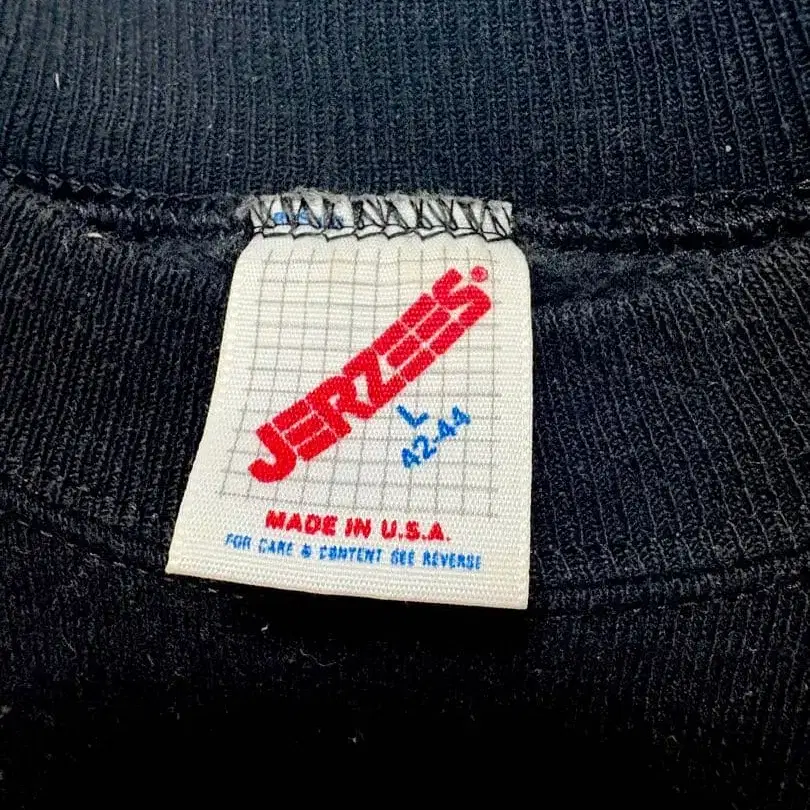 JERZEES®
L
42-44
MADE IN U.S.A.
FOR CARE & CONTENT SEE REVERSE